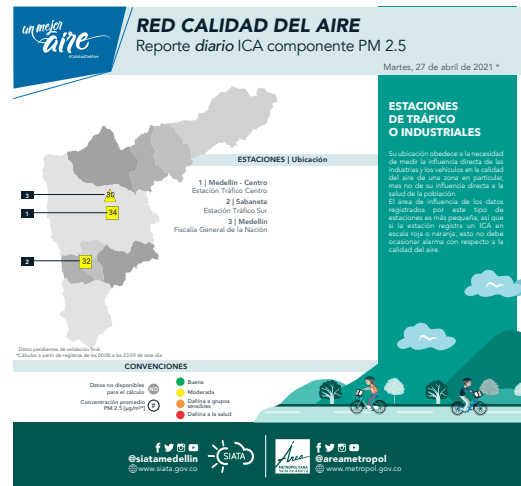 un mejor
aire
#CalidadDelAire
RED CALIDAD DEL AIRE
Reporte diario ICA componente PM 2.5
Martes, 27 de abril de 2021 *
ESTACIONES | Ubicación
1 | Medellín - Centro
Estación Tráfico Centro
2 | Sabaneta
Estación Tráfico Sur
3 | Medellín
Fiscalia General de la Nación
3
30
1
34
2
32
ESTACIONES
DE TRÁFICO
O INDUSTRIALES
Su ubicación obedece a la necesidad
de medir la influencia directa de las
industrias y los vehículos en la calidad
del aire de una zona en particular,
mas no de su influencia directa a la
salud de la población.
El área de influencia de los datos
registrados por este tipo de
estaciones es más pequeña, así que
si la estación registra un ICA en
escala roja o naranja, esto no debe
ocasionar alarma con respecto a la
calidad del aire.
Datos pendientes de validación final.
*Cálculos a partir de registros de las 00:00 a las 23:59 de este día.
CONVENCIONES
Datos no disponibles
para el cálculo
ND
Concentración promedio
PM 2.5 [µg/m³*]
#
Buena
Moderada
Dañina a grupos
sensibles
Dañina a la salud
@siatamedellin
www.siata.gov.co
SIATA
Área
METROPOLITANA
Valle de Aburrá
@areametropol
www.metropol.gov.co